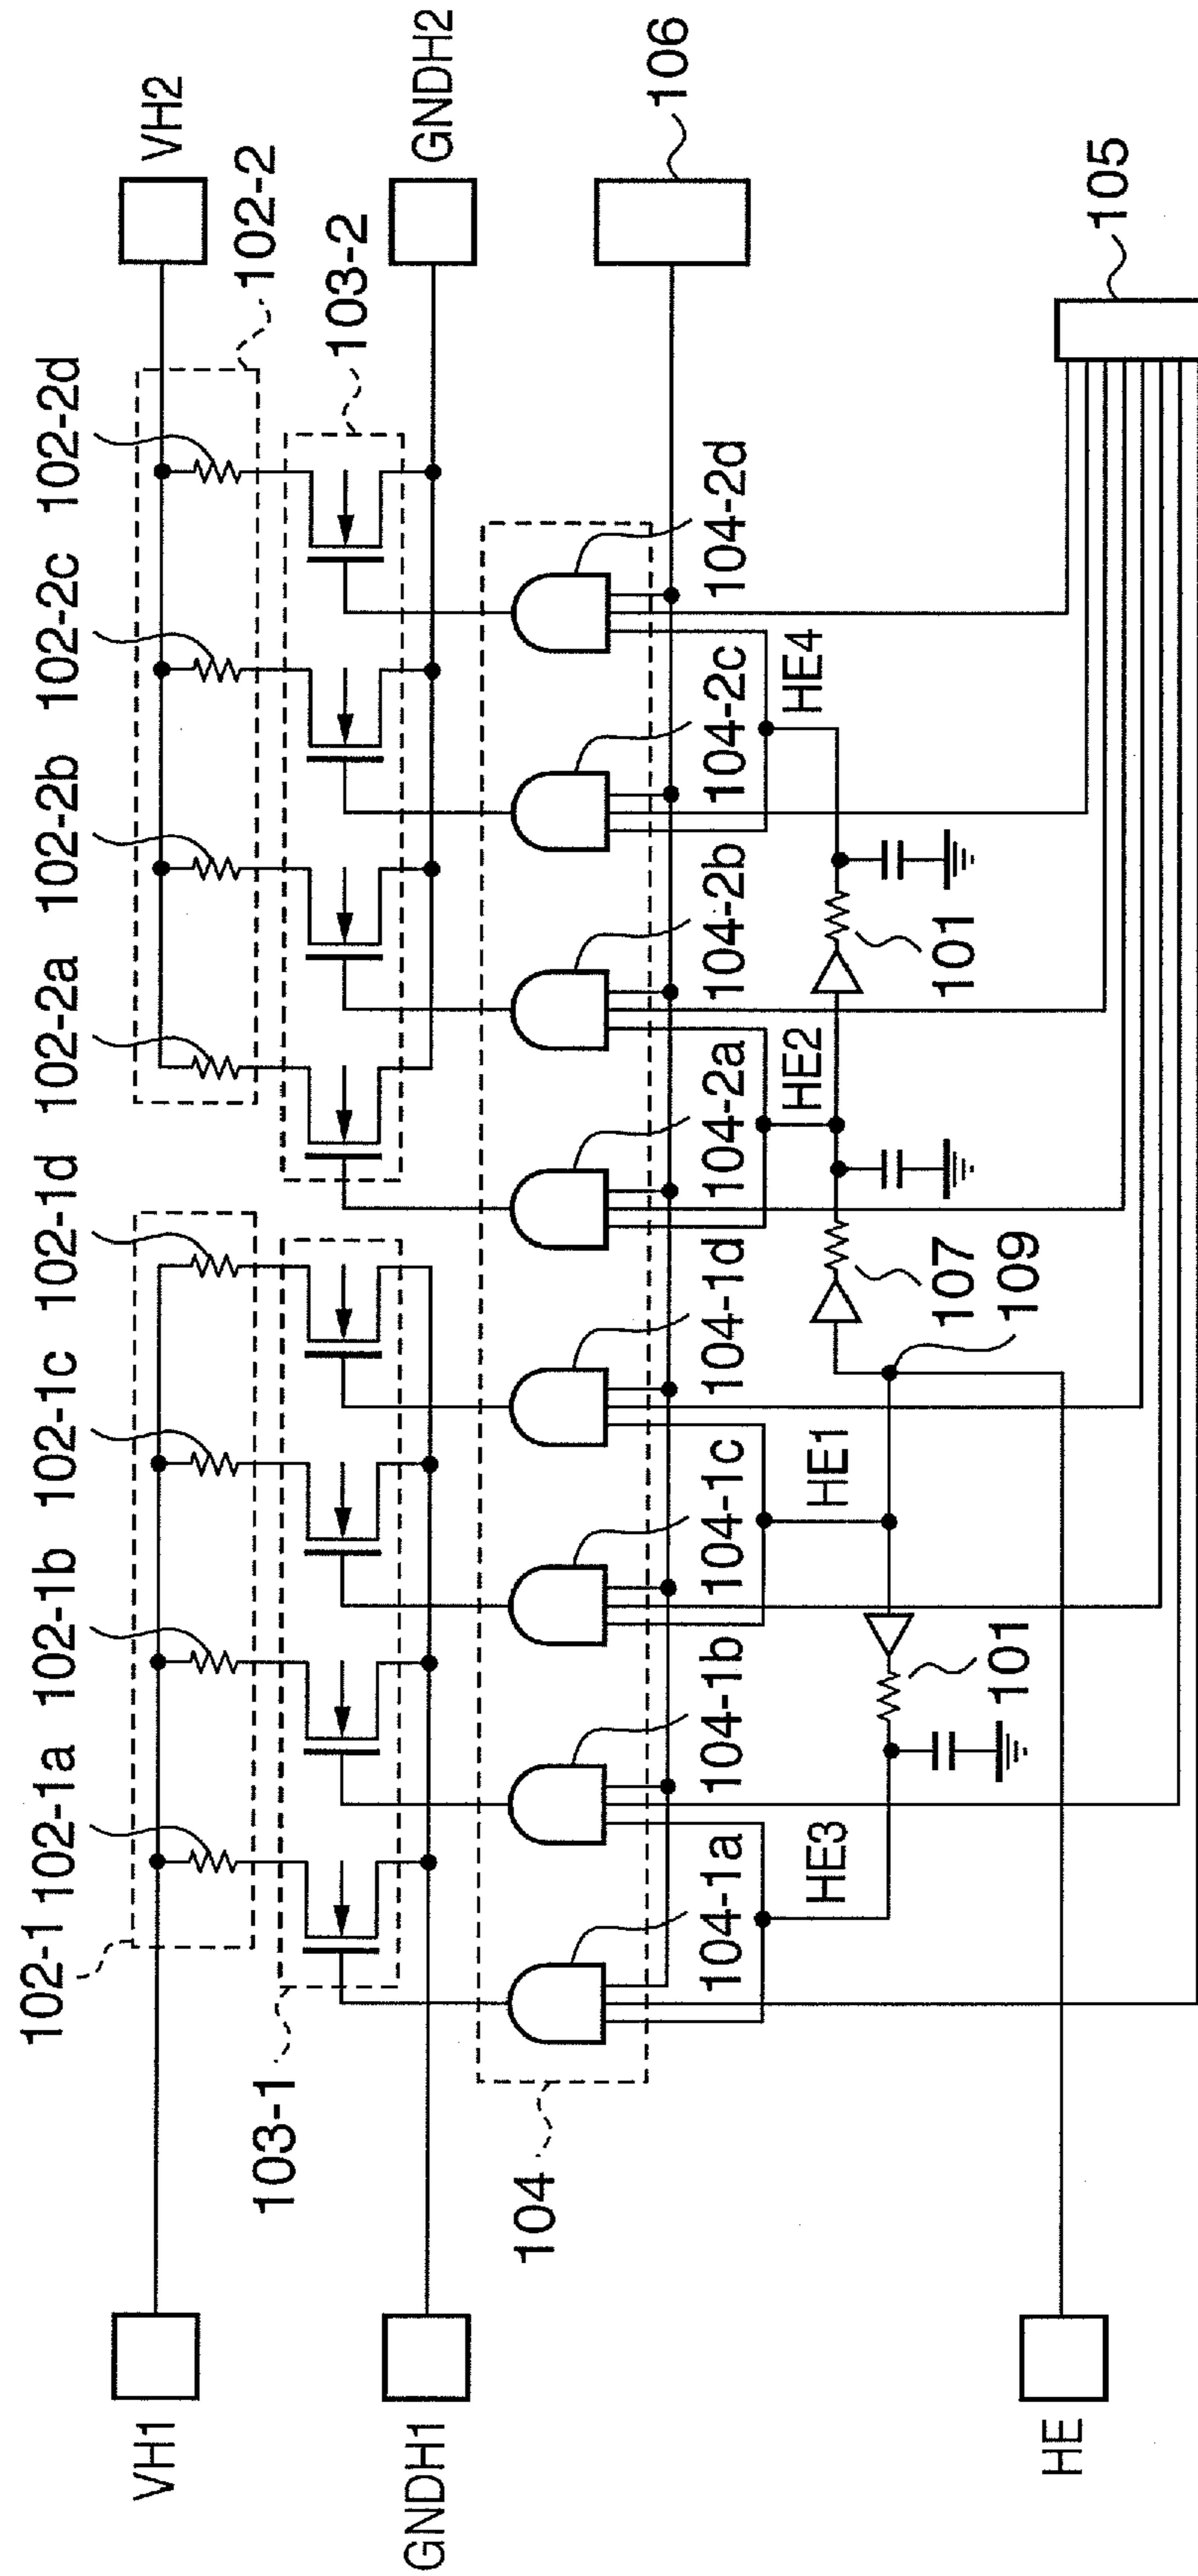 VH2
GNDH2
106
105
102-2
103-2
102-1a
102-1b
102-1c
102-1d
102-2a
102-2b
102-2c
102-2d
102-1
103-1
104
104-1a
104-1b
104-1c
104-1d
104-2a
104-2b
104-2c
104-2d
HE3
HE1
HE2
HE4
101
107
109
101
VH1
GNDH1
HE